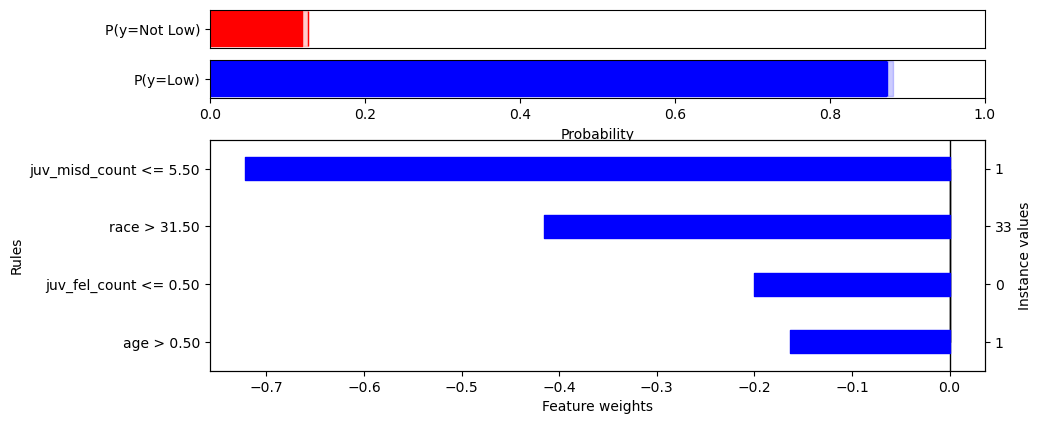 P(y=Not Low)
P(y=Low)
0.0 0.2 0.4 0.6 0.8 1.0
Probability
juv_misd_count <= 5.50 1
race > 31.50 33
juv_fel_count <= 0.50 0
age > 0.50 1
Rules
Instance values
−0.7 −0.6 −0.5 −0.4 −0.3 −0.2 −0.1 0.0
Feature weights